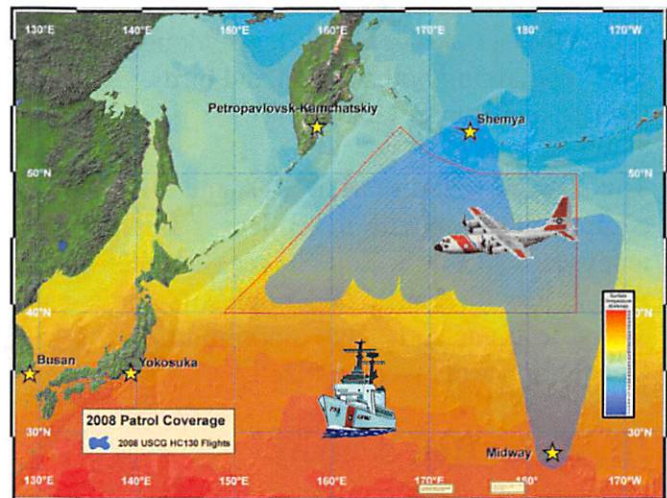 130°E 140°E 150°E 160°E 170°E 180° 170°W
Petropavlovsk-Kamchatskiy
Shemya
50°N 50°N
40°N 40°N
Busan
Yokosuka
2008 Patrol Coverage
2008 USCG HC130 Flights
30°N 30°N
Midway
130°E 140°E 150°E 160°E 170°E 180° 170°W